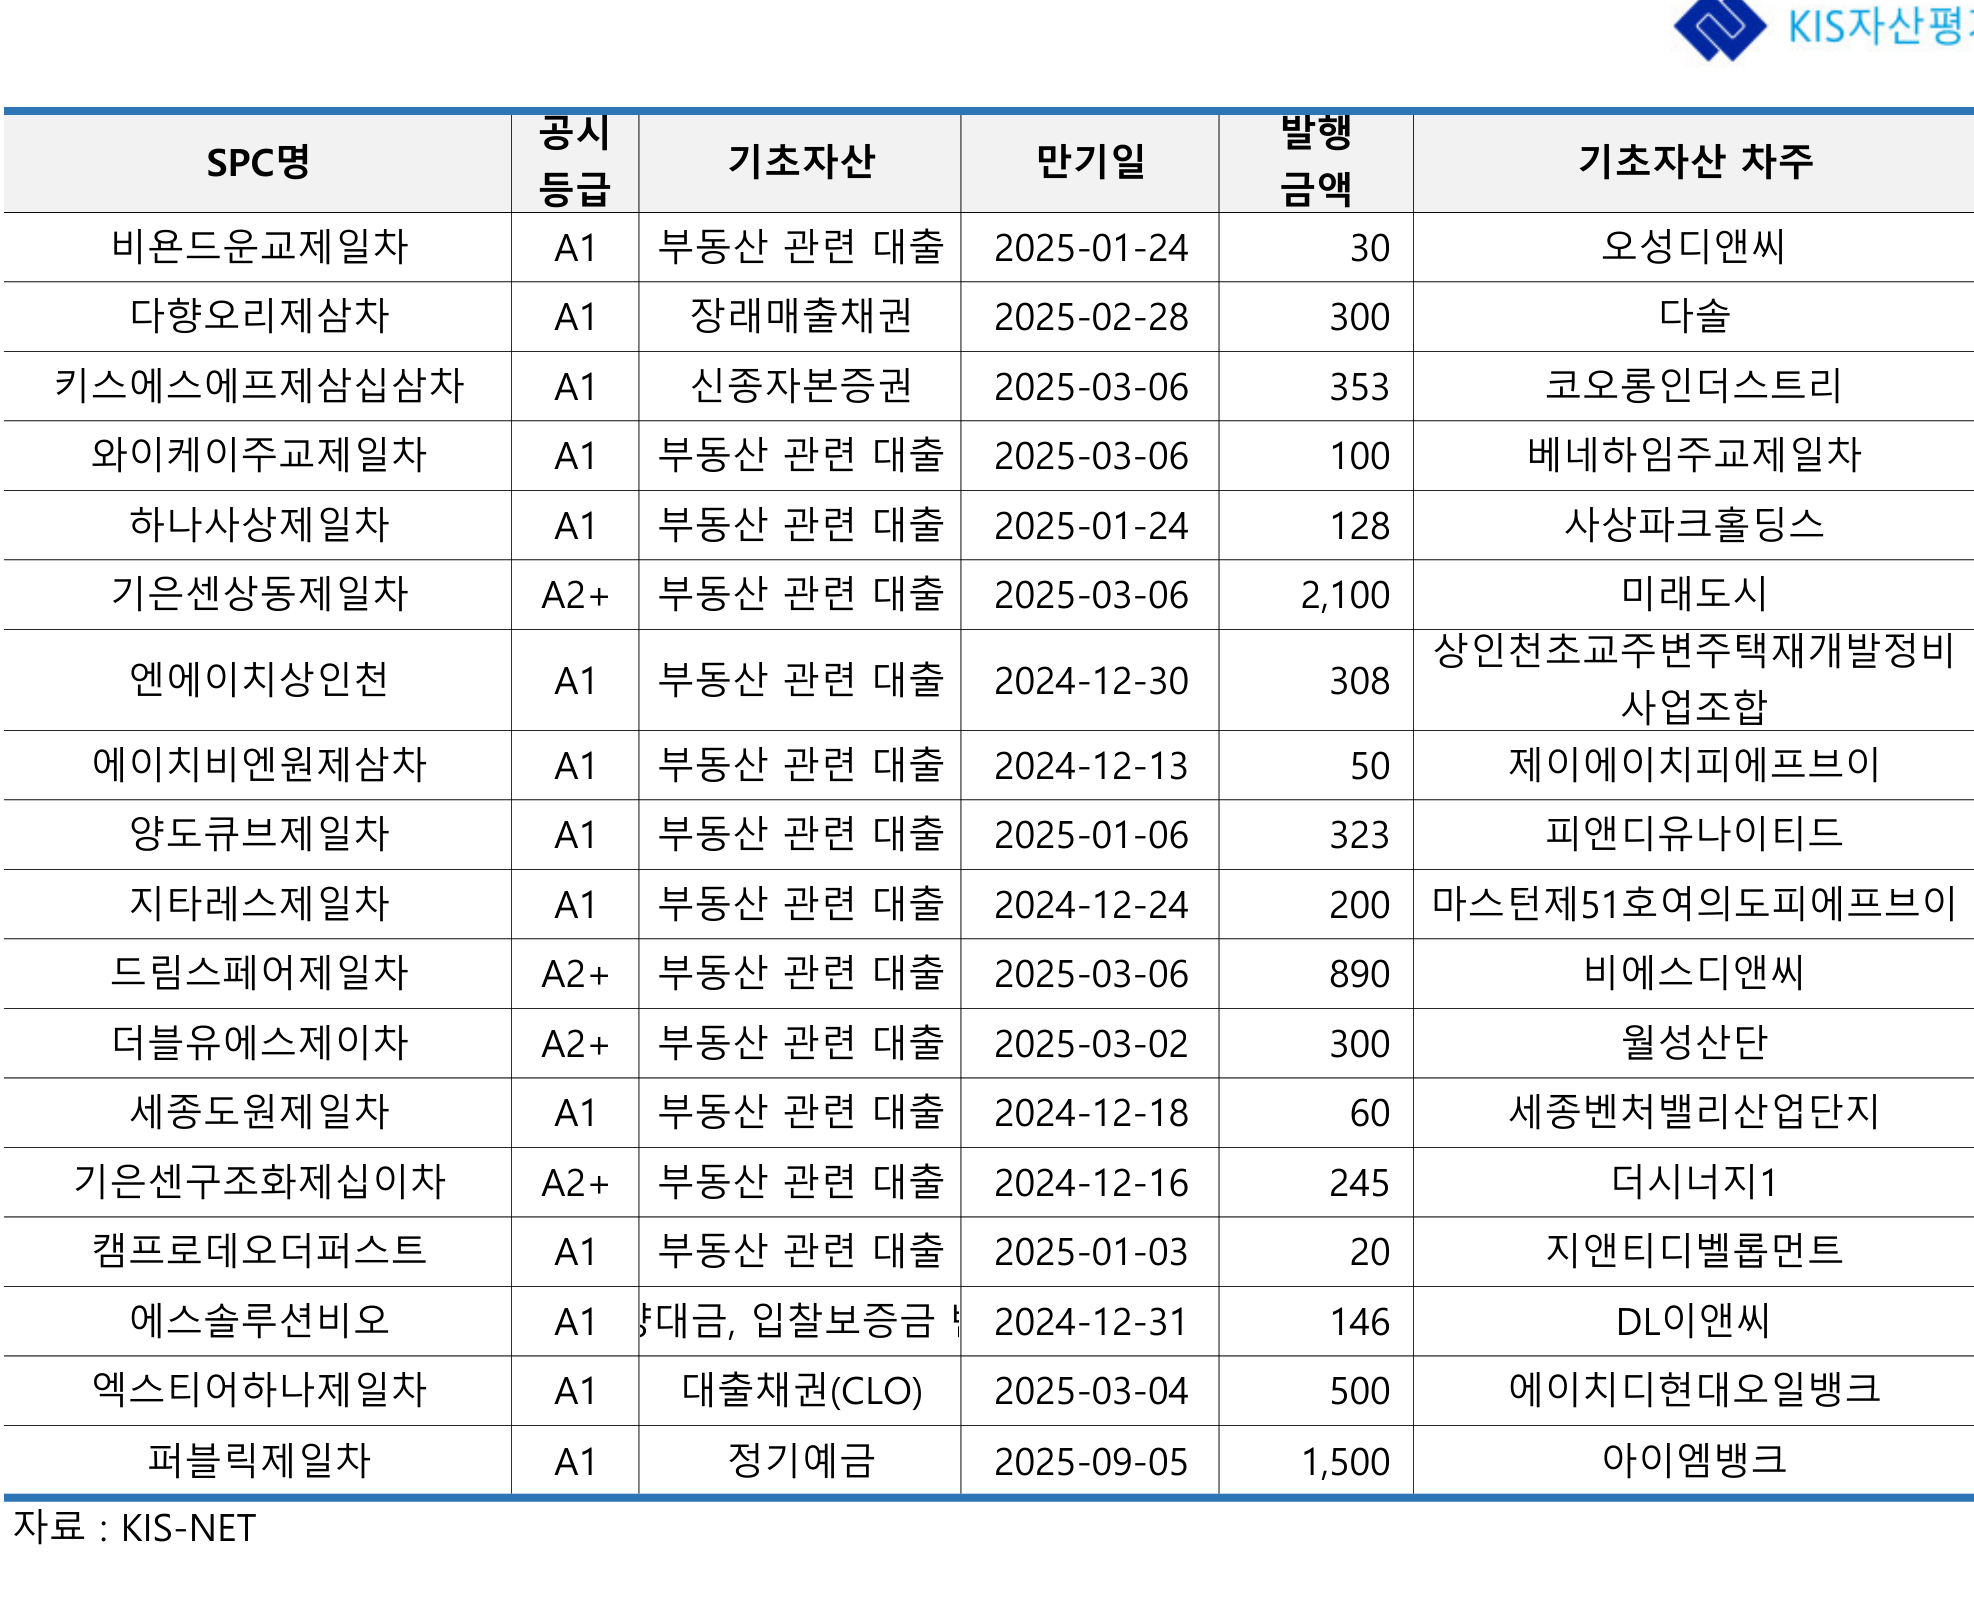 KIS자산평
SPC명 공시 등급 기초자산 만기일 발행 금액 기초자산 차주
비욘드운교제일차 A1 부동산 관련 대출 2025-01-24 30 오성디앤씨
다향오리제삼차 A1 장래매출채권 2025-02-28 300 다솔
키스에스에프제삼십삼차 A1 신종자본증권 2025-03-06 353 코오롱인더스트리
와이케이주교제일차 A1 부동산 관련 대출 2025-03-06 100 베네하임주교제일차
하나사상제일차 A1 부동산 관련 대출 2025-01-24 128 사상파크홀딩스
기은센상동제일차 A2+ 부동산 관련 대출 2025-03-06 2,100 미래도시
엔에이치상인천 A1 부동산 관련 대출 2024-12-30 308 상인천초교주변주택재개발정비
사업조합
에이치비엔원제삼차 A1 부동산 관련 대출 2024-12-13 50 제이에이치피에프브이
양도큐브제일차 A1 부동산 관련 대출 2025-01-06 323 피앤디유나이티드
지타레스제일차 A1 부동산 관련 대출 2024-12-24 200 마스턴제51호여의도피에프브이
드림스페어제일차 A2+ 부동산 관련 대출 2025-03-06 890 비에스디앤씨
더블유에스제이차 A2+ 부동산 관련 대출 2025-03-02 300 월성산단
세종도원제일차 A1 부동산 관련 대출 2024-12-18 60 세종벤처밸리산업단지
기은센구조화제십이차 A2+ 부동산 관련 대출 2024-12-16 245 더시너지1
캠프로데오더퍼스트 A1 부동산 관련 대출 2025-01-03 20 지앤티디벨롭먼트
에스솔루션비오 A1 대금, 입찰보증금 2024-12-31 146 DL이앤씨
엑스티어하나제일차 A1 대출채권(CLO) 2025-03-04 500 에이치디현대오일뱅크
퍼블릭제일차 A1 정기예금 2025-09-05 1,500 아이엠뱅크
자료 : KIS-NET